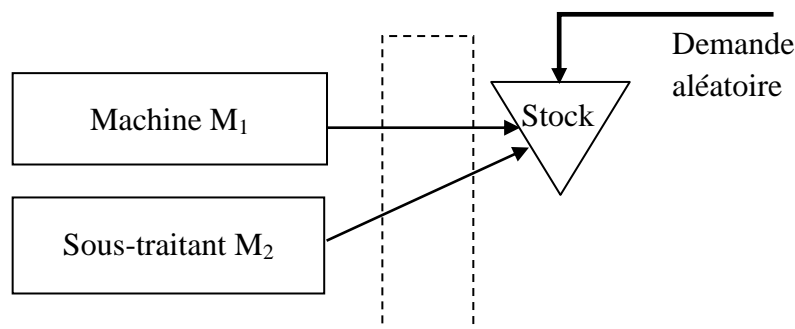 Demande
aléatoire
Machine M₁
Stock
Sous-traitant M₂